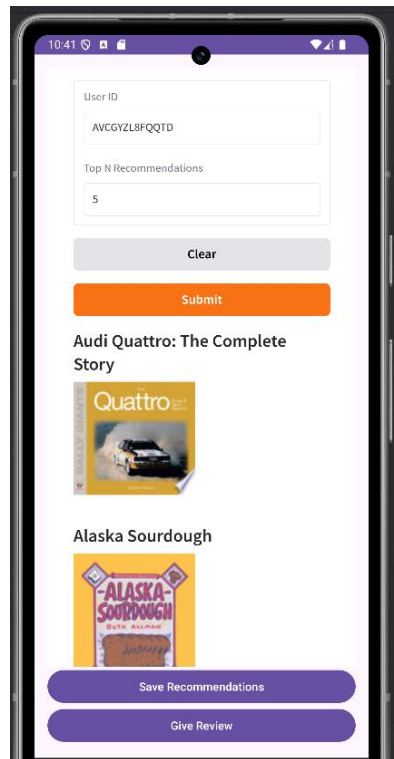 10:41
User ID
AVCGYZL8FQQTD
Top N Recommendations
5
Clear
Submit
Audi Quattro: The Complete
Story
RALLY GIANTS
Quattro
Alaska Sourdough
-ALASKA-
SOURDOUGH
RUTH ALLMAN
Save Recommendations
Give Review